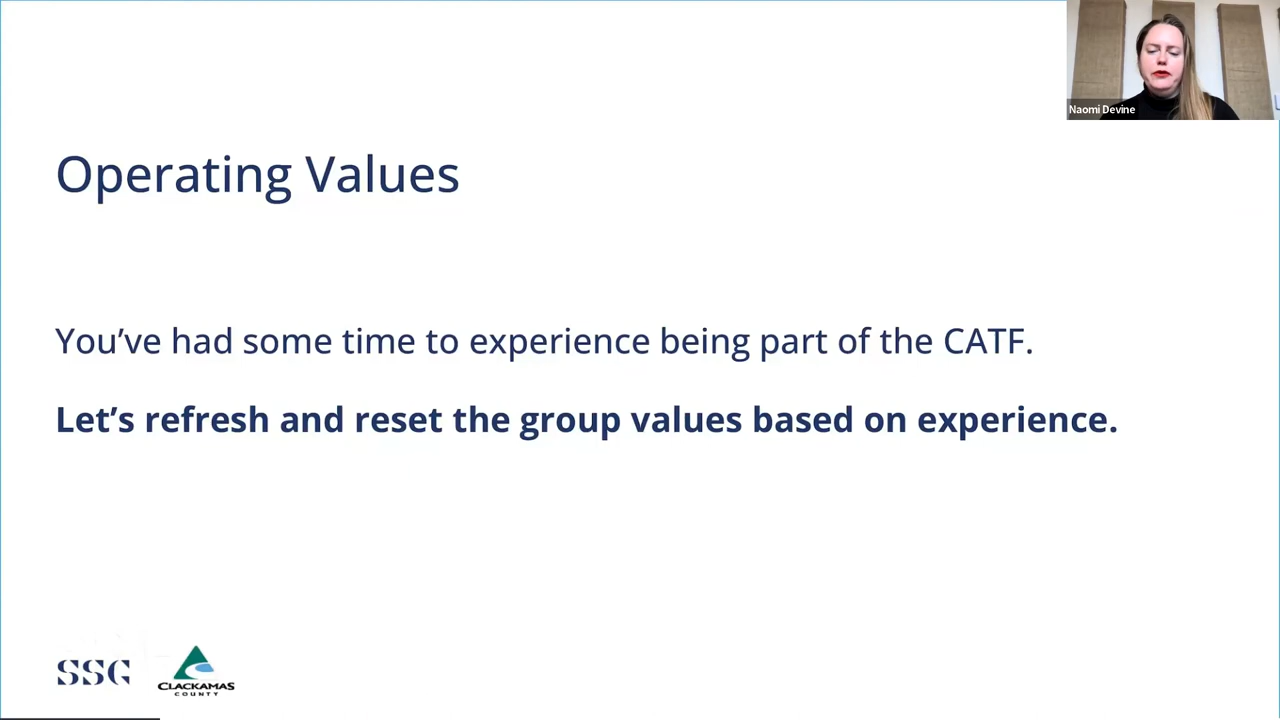 Naomi Devine
Operating Values
You’ve had some time to experience being part of the CATF.
Let’s refresh and reset the group values based on experience.
SSG
CLACKAMAS
COUNTY